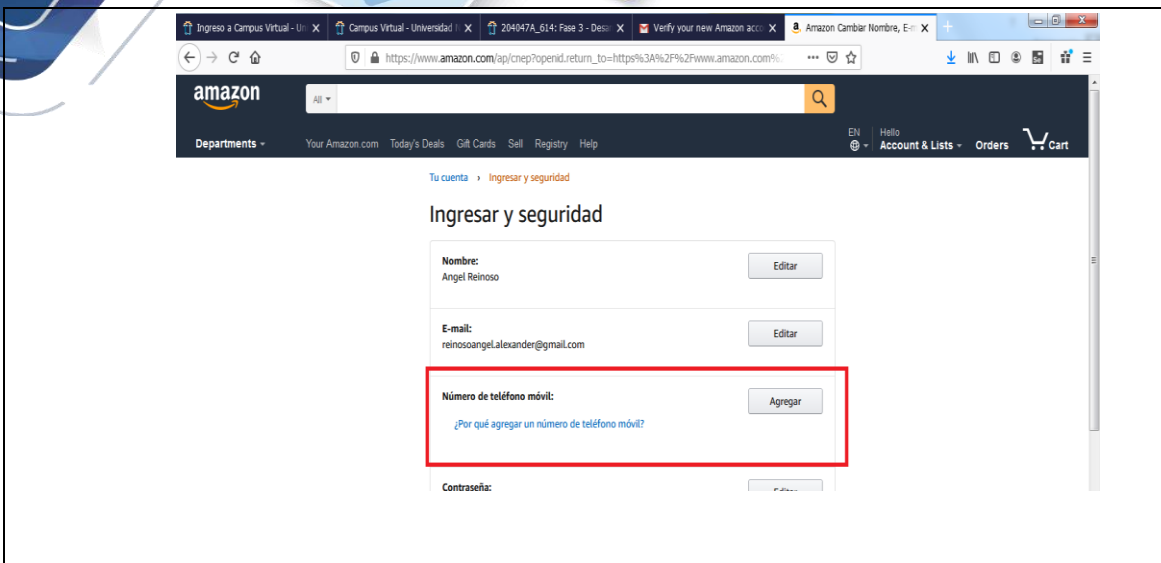 Ingreso a Campus Virtual - Un
Campus Virtual - Universidad N
204047A_614: Fase 3 - Desar
Verify your new Amazon acco
Amazon Cambiar Nombre, E-m
https://www.amazon.com/ap/cnep?openid.return_to=https%3A%2F%2Fwww.amazon.com%
amazon
All
EN
Hello
Departments
Your Amazon.com Today's Deals Gift Cards Sell Registry Help
Account & Lists Orders Cart
Tu cuenta › Ingresar y seguridad
Ingresar y seguridad
Nombre:
Angel Reinoso
Editar
E-mail:
reinosoangel.alexander@gmail.com
Editar
Número de teléfono móvil:
Agregar
¿Por qué agregar un número de teléfono móvil?
Contraseña:
Editar